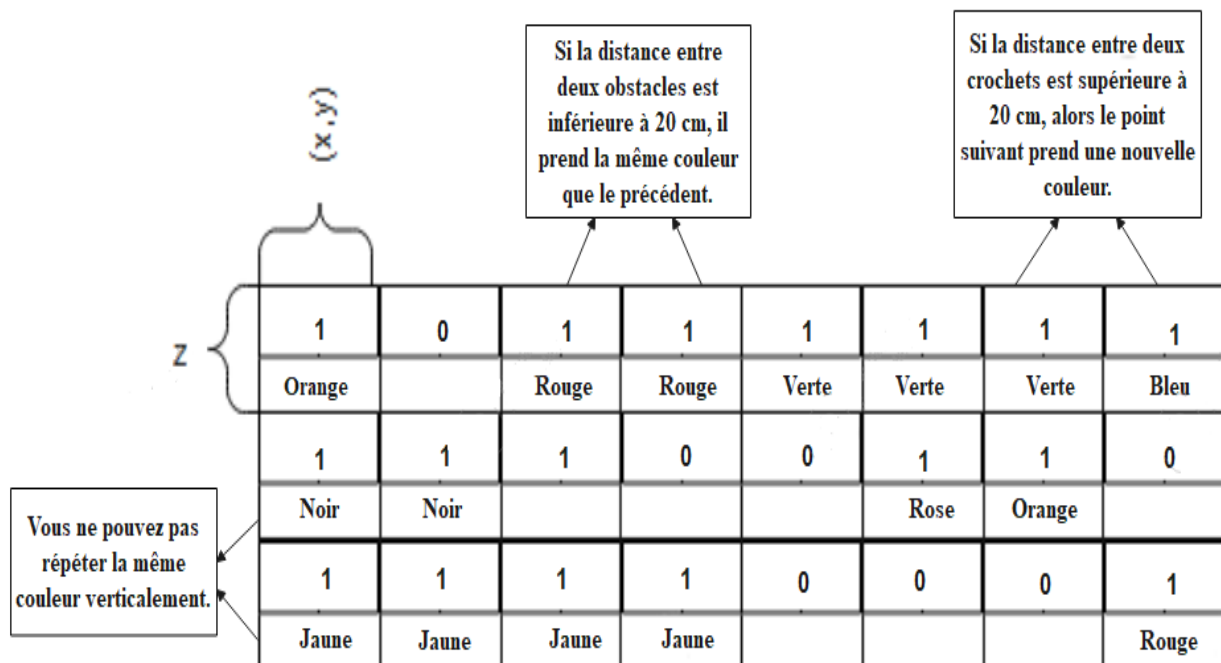 Si la distance entre
deux obstacles est
inférieure à 20 cm, il
prend la même couleur
que le précédent.
Si la distance entre deux
crochets est supérieure à
20 cm, alors le point
suivant prend une nouvelle
couleur.
(x,y)
z
1 0 1 1 1 1 1 1
Orange Rouge Rouge Verte Verte Verte Bleu
1 1 1 0 0 1 1 0
Noir Noir Rose Orange
Vous ne pouvez pas
répéter la même
couleur verticalement.
1 1 1 1 0 0 0 1
Jaune Jaune Jaune Jaune Rouge